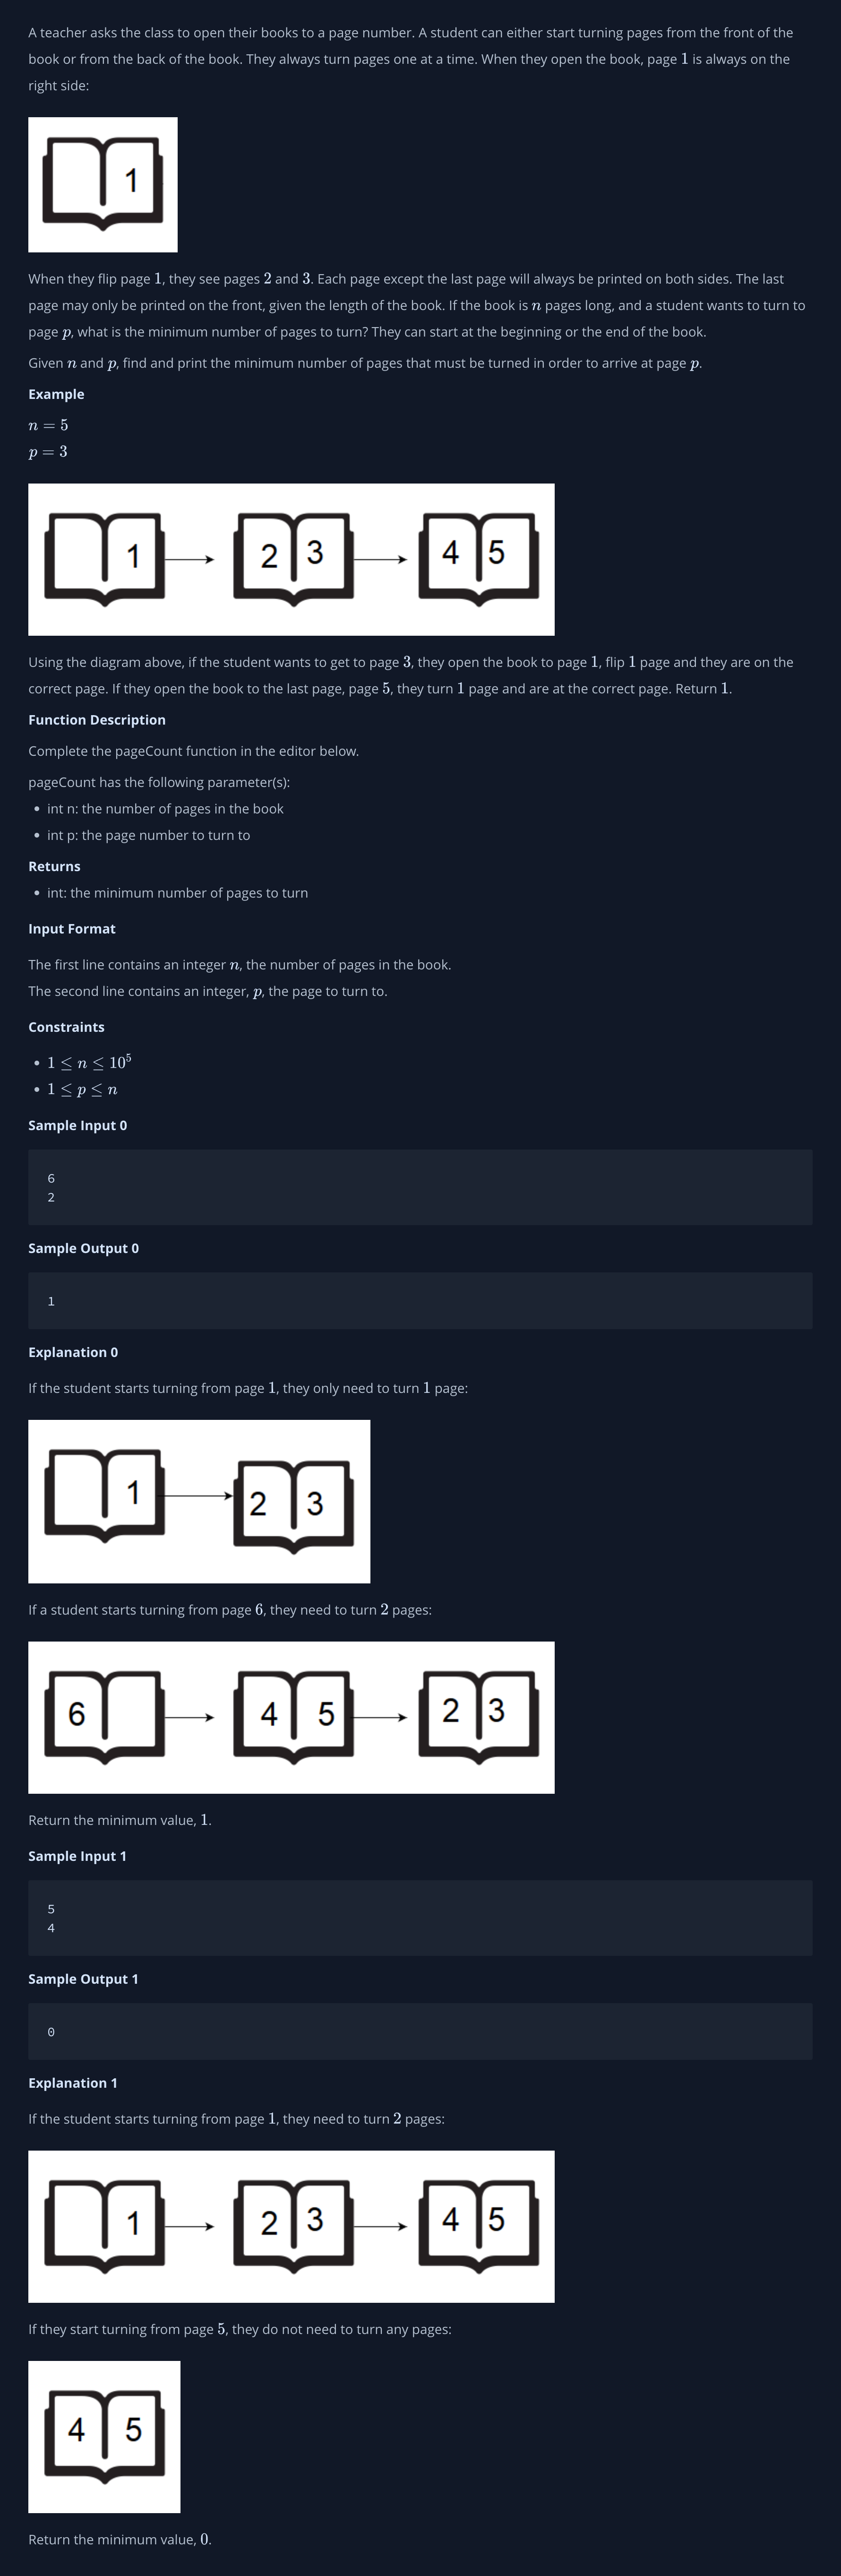 A teacher asks the class to open their books to a page number. A student can either start turning pages from the front of the
book or from the back of the book. They always turn pages one at a time. When they open the book, page 1 is always on the
right side:
1
When they flip page 1, they see pages 2 and 3. Each page except the last page will always be printed on both sides. The last
page may only be printed on the front, given the length of the book. If the book is n pages long, and a student wants to turn to
page p, what is the minimum number of pages to turn? They can start at the beginning or the end of the book.
Given n and p, find and print the minimum number of pages that must be turned in order to arrive at page p.
Example
n = 5
p = 3
1 2 3 4 5
Using the diagram above, if the student wants to get to page 3, they open the book to page 1, flip 1 page and they are on the
correct page. If they open the book to the last page, page 5, they turn 1 page and are at the correct page. Return 1.
Function Description
Complete the pageCount function in the editor below.
pageCount has the following parameter(s):
• int n: the number of pages in the book
• int p: the page number to turn to
Returns
• int: the minimum number of pages to turn
Input Format
The first line contains an integer n, the number of pages in the book.
The second line contains an integer, p, the page to turn to.
Constraints
• 1 ≤ n ≤ 10⁵
• 1 ≤ p ≤ n
Sample Input 0
6
2
Sample Output 0
1
Explanation 0
If the student starts turning from page 1, they only need to turn 1 page:
1 2 3
If a student starts turning from page 6, they need to turn 2 pages:
6 4 5 2 3
Return the minimum value, 1.
Sample Input 1
5
4
Sample Output 1
0
Explanation 1
If the student starts turning from page 1, they need to turn 2 pages:
1 2 3 4 5
If they start turning from page 5, they do not need to turn any pages:
4 5
Return the minimum value, 0.